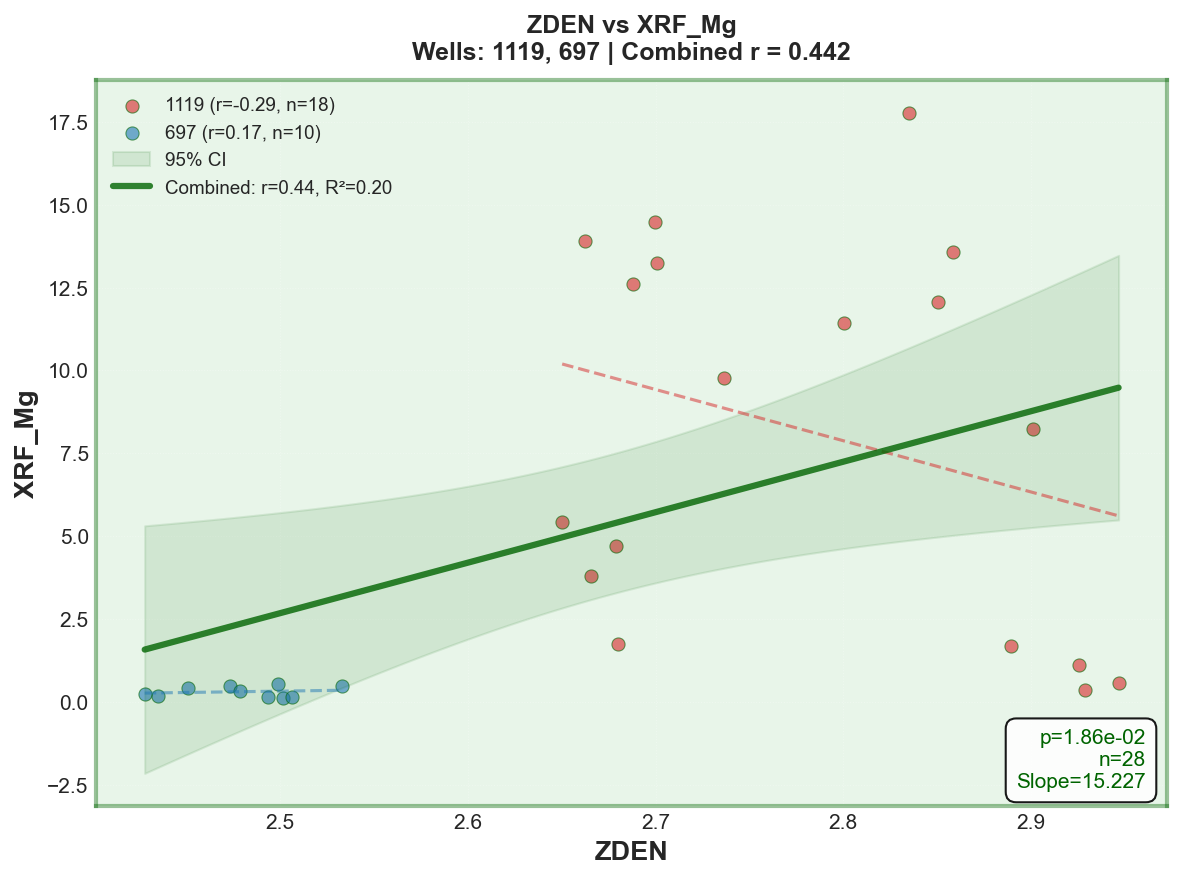 ZDEN vs XRF_Mg
Wells: 1119, 697 | Combined r = 0.442
1119 (r=-0.29, n=18)
697 (r=0.17, n=10)
95% CI
Combined: r=0.44, R²=0.20
XRF_Mg
17.5
15.0
12.5
10.0
7.5
5.0
2.5
0.0
−2.5
p=1.86e-02
n=28
Slope=15.227
2.5
2.6
2.7
2.8
2.9
ZDEN